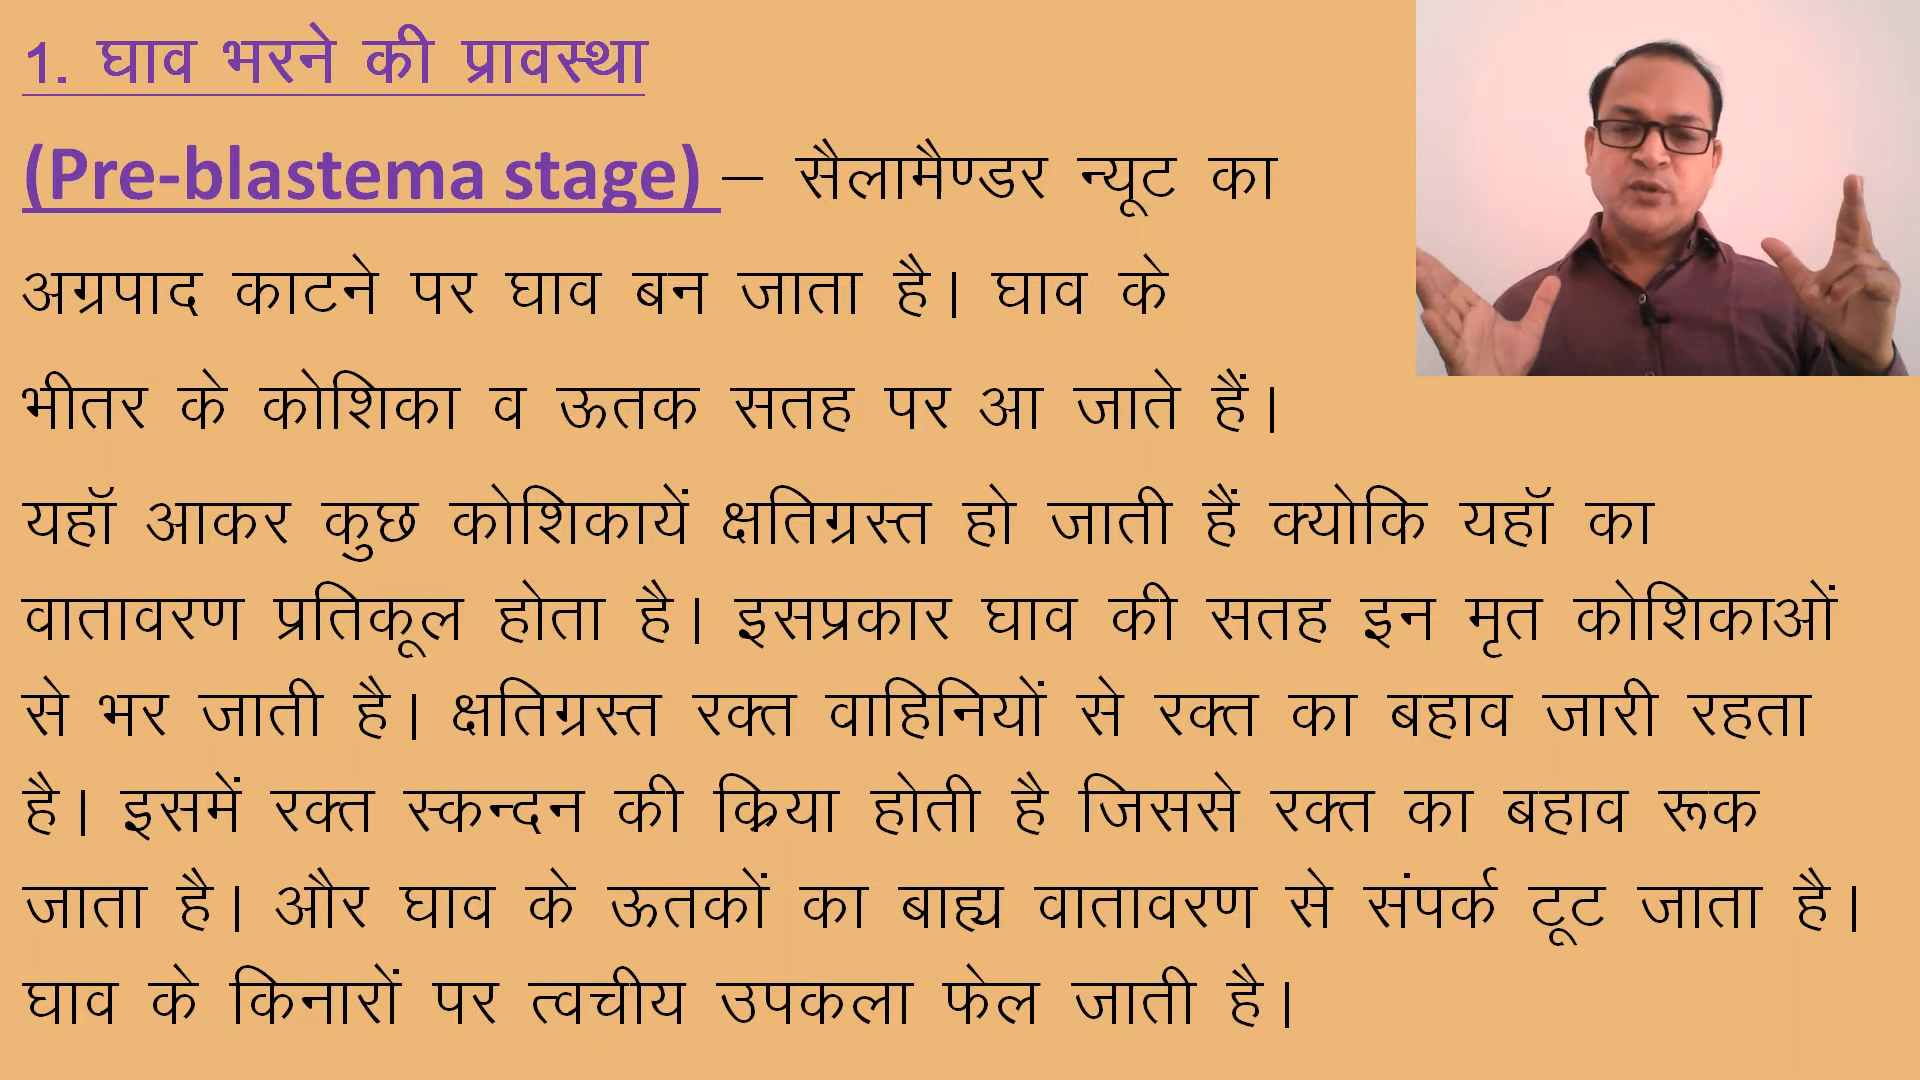 1. घाव भरने की प्रावस्था
(Pre-blastema stage) – सैलामैण्डर न्यूट का
अग्रपाद काटने पर घाव बन जाता है। घाव के
भीतर के कोशिका व ऊतक सतह पर आ जाते हैं।
यहॉ आकर कुछ कोशिकायें क्षतिग्रस्त हो जाती हैं क्योकि यहॉ का
वातावरण प्रतिकूल होता है। इसप्रकार घाव की सतह इन मृत कोशिकाओं
से भर जाती है। क्षतिग्रस्त रक्त वाहिनियों से रक्त का बहाव जारी रहता
है। इसमें रक्त स्कन्दन की क्रिया होती है जिससे रक्त का बहाव रूक
जाता है। और घाव के ऊतकों का बाह्य वातावरण से संपर्क टूट जाता है।
घाव के किनारों पर त्वचीय उपकला फेल जाती है।